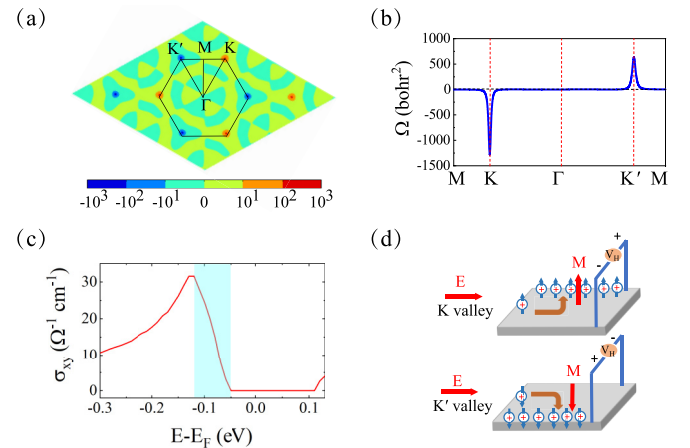 (a)
K′ M K
Γ
-10³ -10² -10¹ 0 10¹ 10² 10³
(b)
Ω (bohr²)
1000
500
0
-500
-1000
-1500
M K Γ K′ M
(c)
σxy (Ω⁻¹ cm⁻¹)
30
20
10
0
-0.3 -0.2 -0.1 0.0 0.1
E-EF (eV)
(d)
E
K valley
M
- VH +
+ + + + + + +
E
K′ valley
M
+ VH -
+ + + + + + +